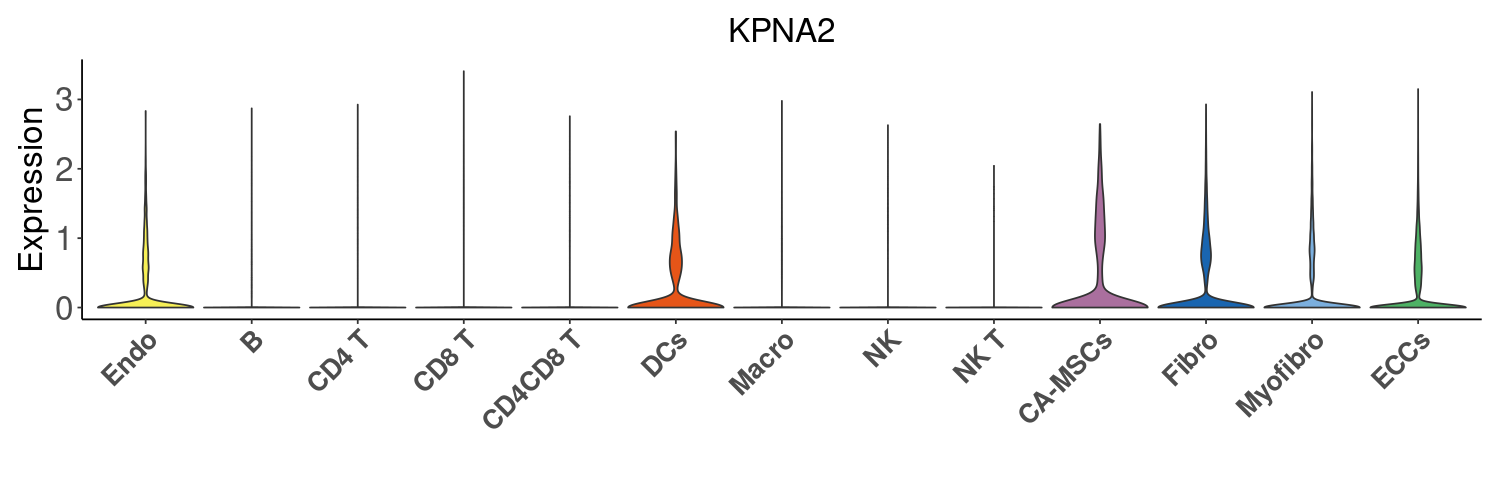 KPNA2
Expression
3
2
1
0
Endo
B
CD4 T
CD8 T
CD4CD8 T
DCs
Macro
NK
NK T
CA-MSCs
Fibro
Myofibro
ECCs